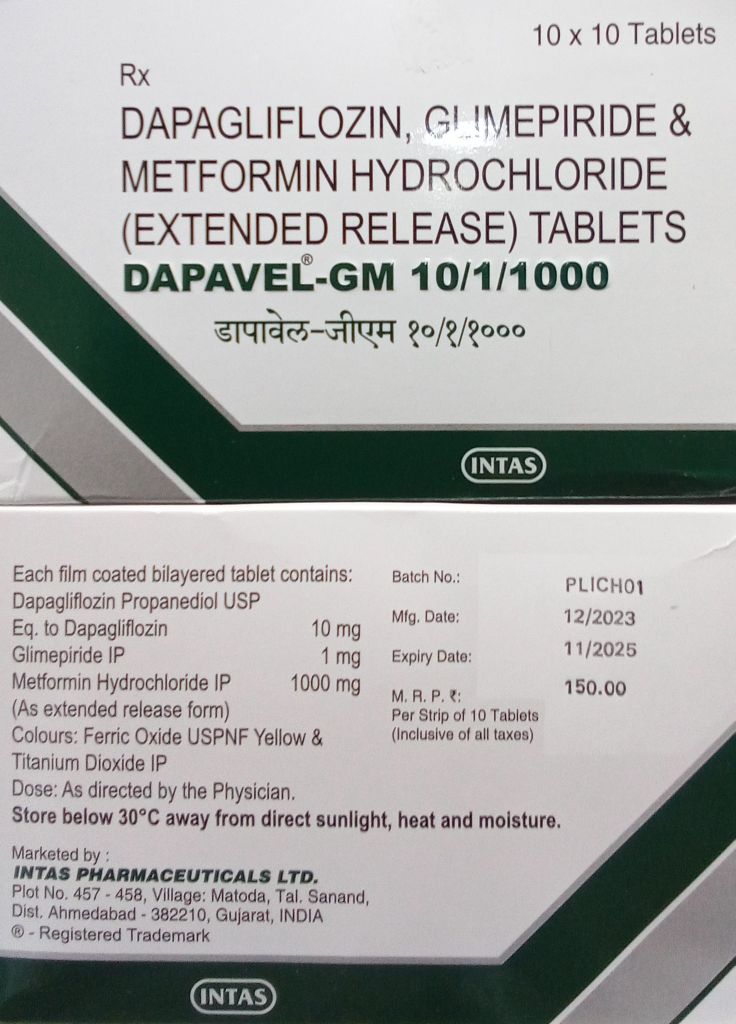 10 x 10 Tablets
Rx
DAPAGLIFLOZIN, GLIMEPIRIDE &
METFORMIN HYDROCHLORIDE
(EXTENDED RELEASE) TABLETS
DAPAVEL®-GM 10/1/1000
डापावेल-जीएम १०/१/१०००
INTAS
Each film coated bilayered tablet contains:
Dapagliflozin Propanediol USP
Eq. to Dapagliflozin 10 mg
Glimepiride IP 1 mg
Metformin Hydrochloride IP 1000 mg
(As extended release form)
Colours: Ferric Oxide USPNF Yellow &
Titanium Dioxide IP
Dose: As directed by the Physician.
Batch No.: PLICH01
Mfg. Date: 12/2023
Expiry Date: 11/2025
M. R. P. ₹: 150.00
Per Strip of 10 Tablets
(Inclusive of all taxes)
Store below 30°C away from direct sunlight, heat and moisture.
Marketed by :
INTAS PHARMACEUTICALS LTD.
Plot No. 457 - 458, Village: Matoda, Tal. Sanand,
Dist. Ahmedabad - 382210, Gujarat, INDIA
® - Registered Trademark
INTAS